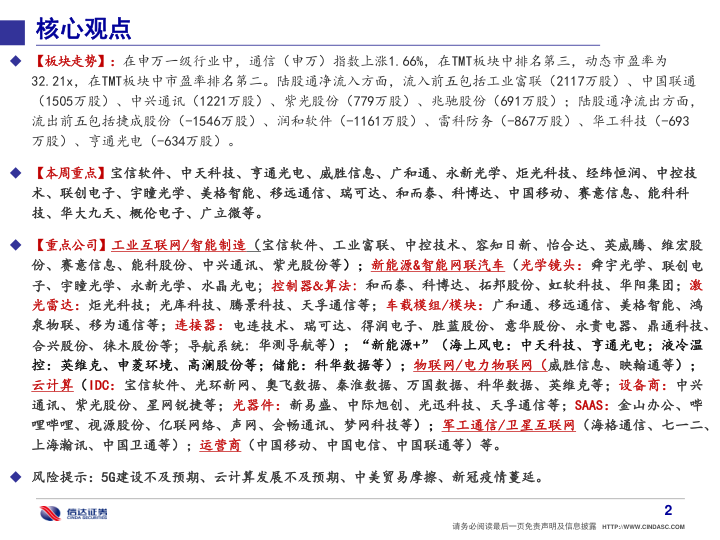 核心观点
◆ 【板块走势】：在申万一级行业中，通信（申万）指数上涨1.66%，在TMT板块中排名第三，动态市盈率为
32.21x，在TMT板块中市盈率排名第二。陆股通净流入方面，流入前五包括工业富联（2117万股）、中国联通
（1505万股）、中兴通讯（1221万股）、紫光股份（779万股）、兆驰股份（691万股）；陆股通净流出方面，
流出前五包括捷成股份（-1546万股）、润和软件（-1161万股）、雷科防务（-867万股）、华工科技（-693
万股）、亨通光电（-634万股）。
◆ 【本周重点】宝信软件、中天科技、亨通光电、威胜信息、广和通、永新光学、炬光科技、经纬恒润、中控技
术、联创电子、宇瞳光学、美格智能、移远通信、瑞可达、和而泰、科博达、中国移动、赛意信息、能科科
技、华大九天、概伦电子、广立微等。
◆ 【重点公司】工业互联网/智能制造（宝信软件、工业富联、中控技术、容知日新、怡合达、英威腾、维宏股
份、赛意信息、能科股份、中兴通讯、紫光股份等）；新能源&智能网联汽车（光学镜头：舜宇光学、联创电
子、宇瞳光学、永新光学、水晶光电；控制器&算法：和而泰、科博达、拓邦股份、虹软科技、华阳集团；激
光雷达：炬光科技；光库科技、腾景科技、天孚通信等；车载模组/模块：广和通、移远通信、美格智能、鸿
泉物联、移为通信等；连接器：电连技术、瑞可达、得润电子、胜蓝股份、意华股份、永贵电器、鼎通科技、
合兴股份、徕木股份等；导航系统：华测导航等）；“新能源+”（海上风电：中天科技、亨通光电；液冷温
控：英维克、申菱环境、高澜股份等；储能：科华数据等）；物联网/电力物联网（威胜信息、映翰通等）；
云计算（IDC：宝信软件、光环新网、奥飞数据、秦淮数据、万国数据、科华数据、英维克等；设备商：中兴
通讯、紫光股份、星网锐捷等；光器件：新易盛、中际旭创、光迅科技、天孚通信等；SAAS：金山办公、哔
哩哔哩、视源股份、亿联网络、声网、会畅通讯、梦网科技等）；军工通信/卫星互联网（海格通信、七一二、
上海瀚讯、中国卫通等）；运营商（中国移动、中国电信、中国联通等）等。
◆ 风险提示：5G建设不及预期、云计算发展不及预期、中美贸易摩擦、新冠疫情蔓延。
信达证券
CINDA SECURITIES
2
请务必阅读最后一页免责声明及信息披露 HTTP://WWW.CINDASC.COM